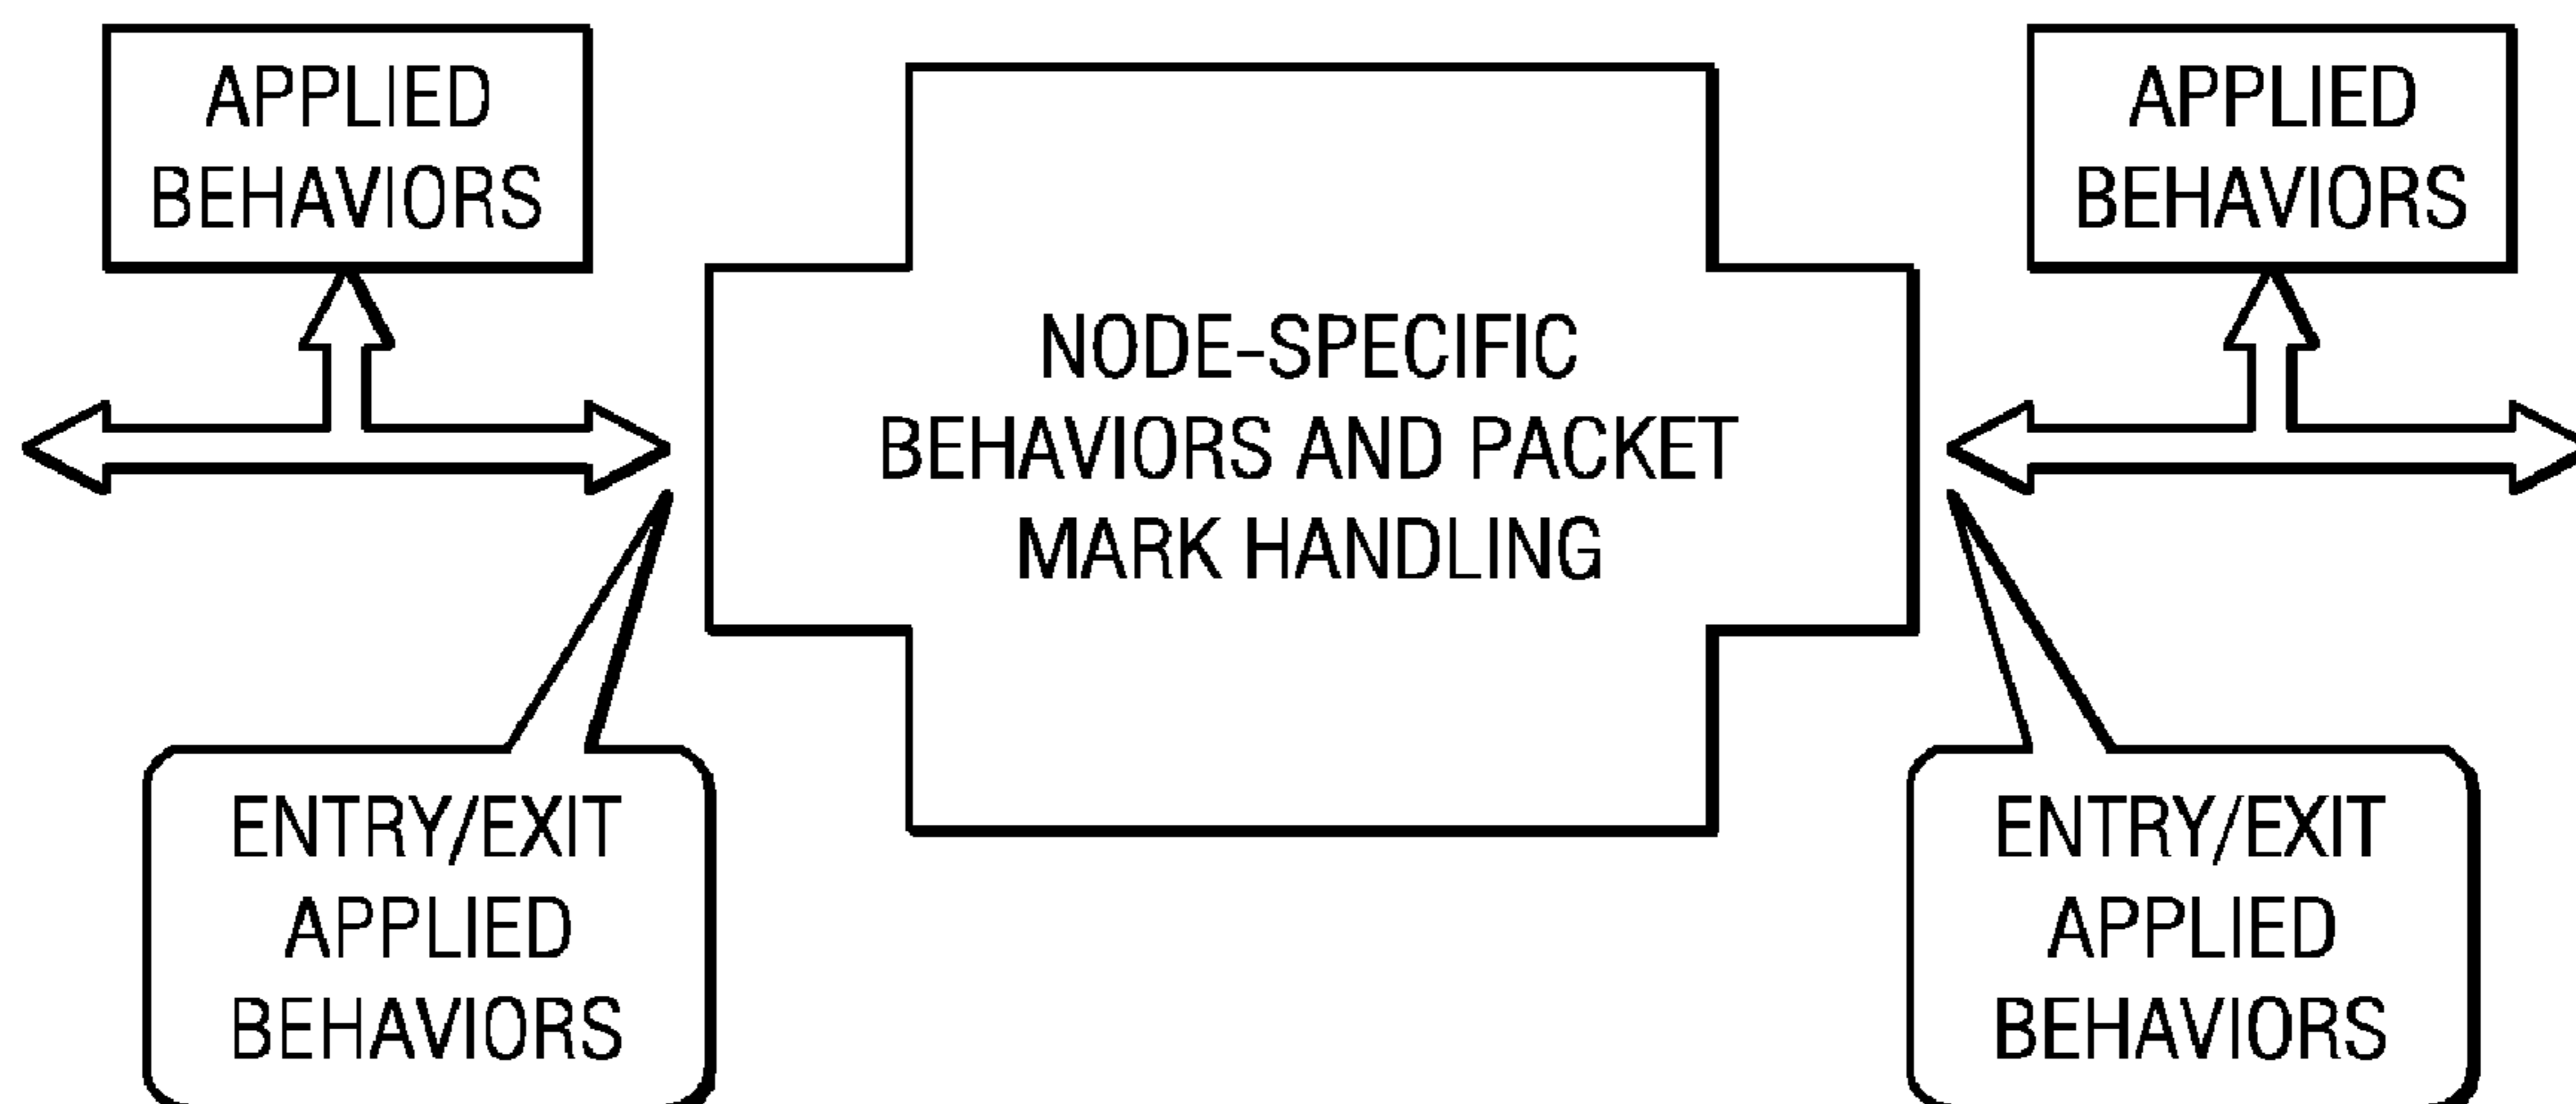 APPLIED
BEHAVIORS
APPLIED
BEHAVIORS
NODE-SPECIFIC
BEHAVIORS AND PACKET
MARK HANDLING
ENTRY/EXIT
APPLIED
BEHAVIORS
ENTRY/EXIT
APPLIED
BEHAVIORS